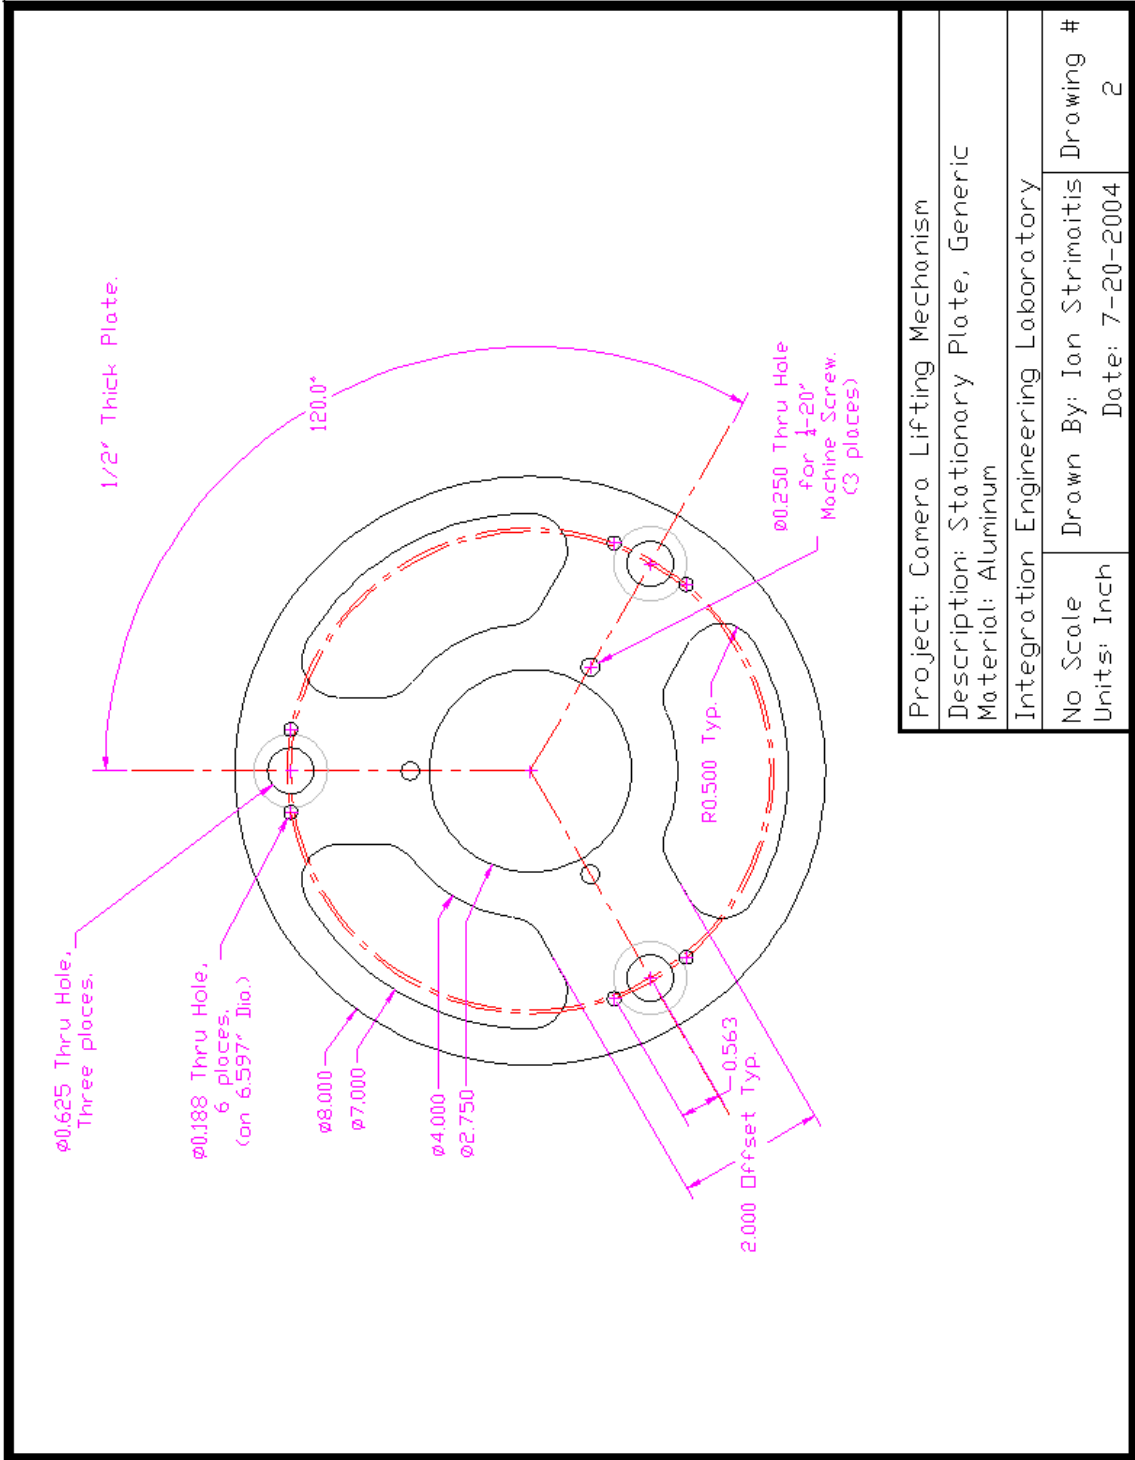 1/2" Thick Plate.
120.0°
ø0.625 Thru Hole,
Three places.
ø0.188 Thru Hole,
6 places.
(on 6.597" Dia.)
ø8.000
ø7.000
ø4.000
ø2.750
ø0.250 Thru Hole
for 1/4-20"
Machine Screw.
(3 places)
R0.500 Typ.
0.563
Typ.
2.000 Offset Typ.
Project: Camera Lifting Mechanism
Description: Stationary Plate, Generic
Material: Aluminum
Integration Engineering Laboratory
No Scale
Units: Inch
Drawn By: Ian Strimaitis
Date: 7-20-2004
Drawing #
2